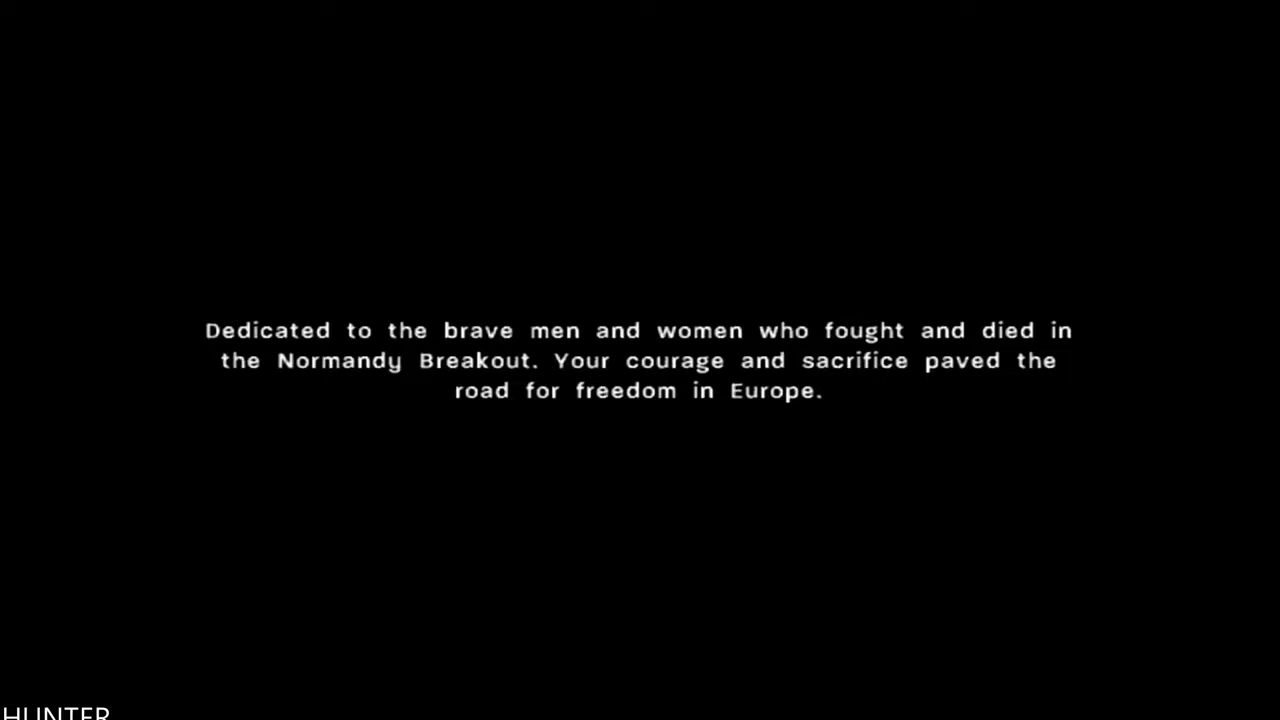 Dedicated to the brave men and women who fought and died in
the Normandy Breakout. Your courage and sacrifice paved the
road for freedom in Europe.
HUNTER